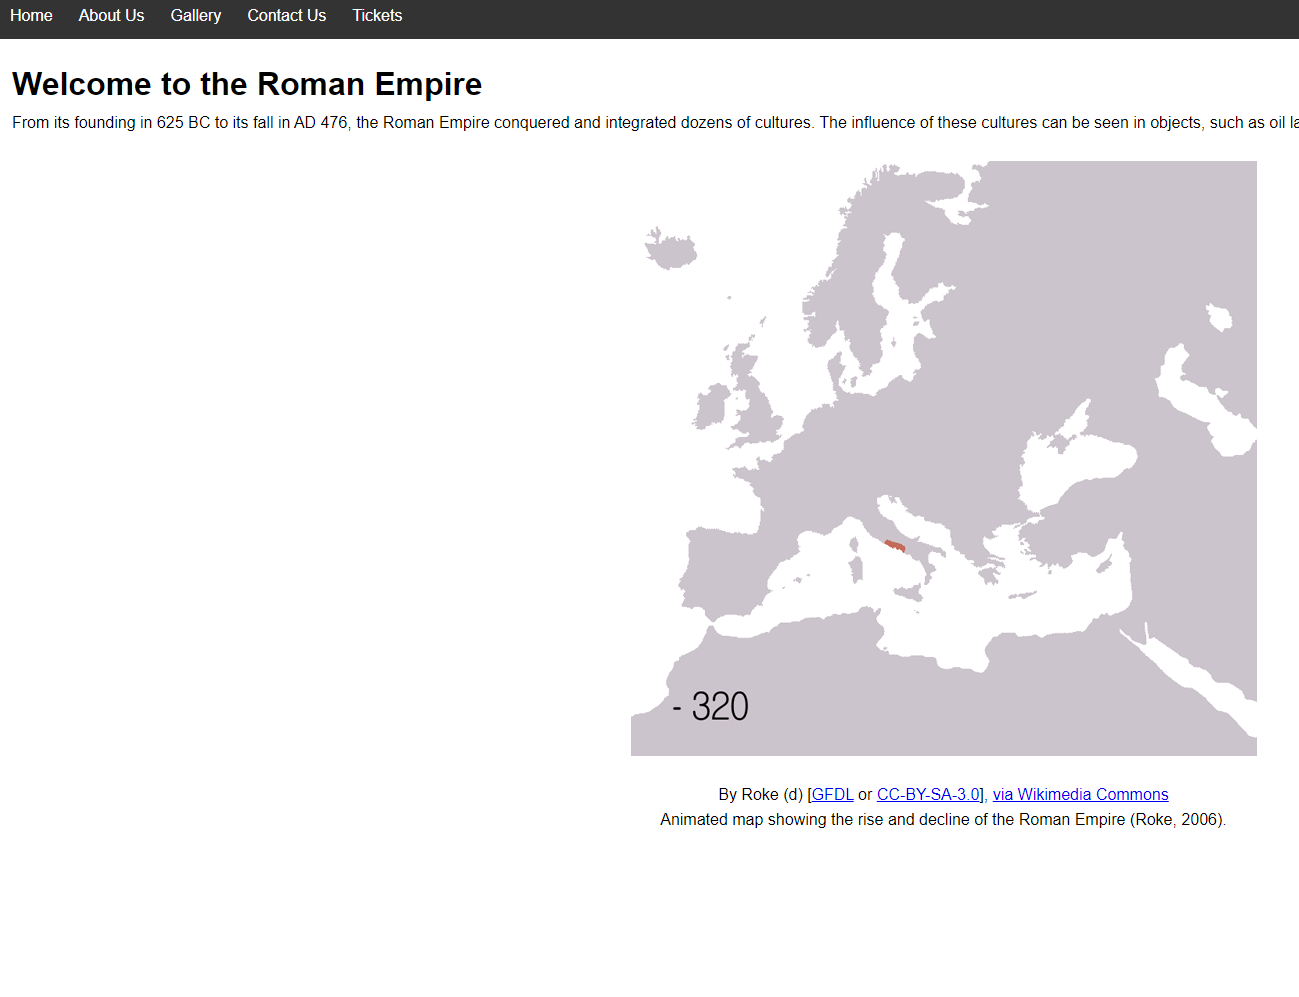 Home About Us Gallery Contact Us Tickets
Welcome to the Roman Empire
From its founding in 625 BC to its fall in AD 476, the Roman Empire conquered and integrated dozens of cultures. The influence of these cultures can be seen in objects, such as oil
- 320
By Roke (d) [GFDL or CC-BY-SA-3.0], via Wikimedia Commons
Animated map showing the rise and decline of the Roman Empire (Roke, 2006).